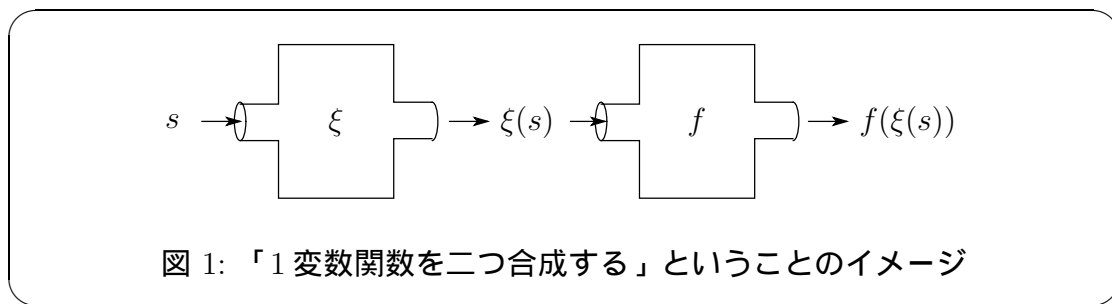 s ξ ξ(s) f f(ξ(s))
図 1: 「1 変数関数を二つ合成する」ということのイメージ